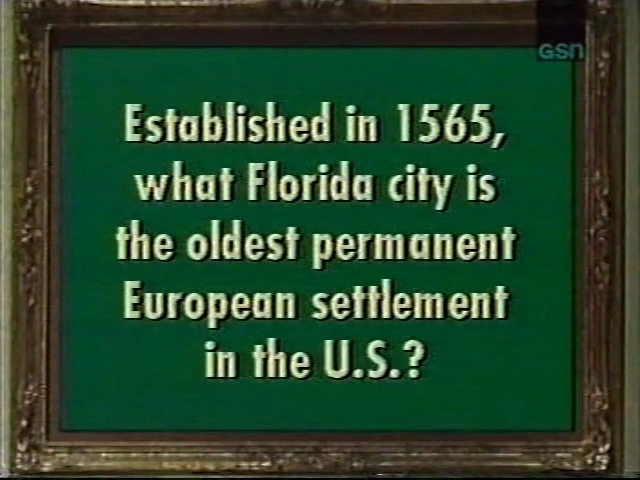 GSN
Established in 1565,
what Florida city is
the oldest permanent
European settlement
in the U.S.?